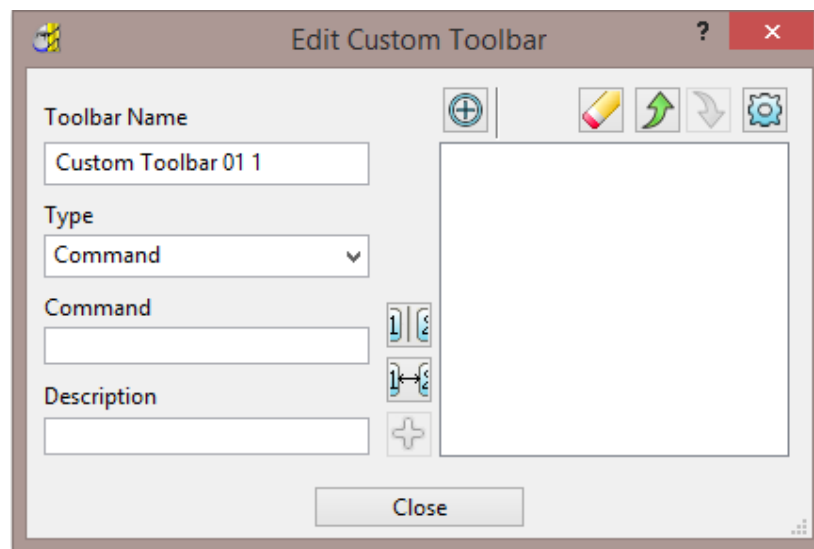 Edit Custom Toolbar
?
Toolbar Name
Custom Toolbar 01 1
Type
Command
Command
Description
Close